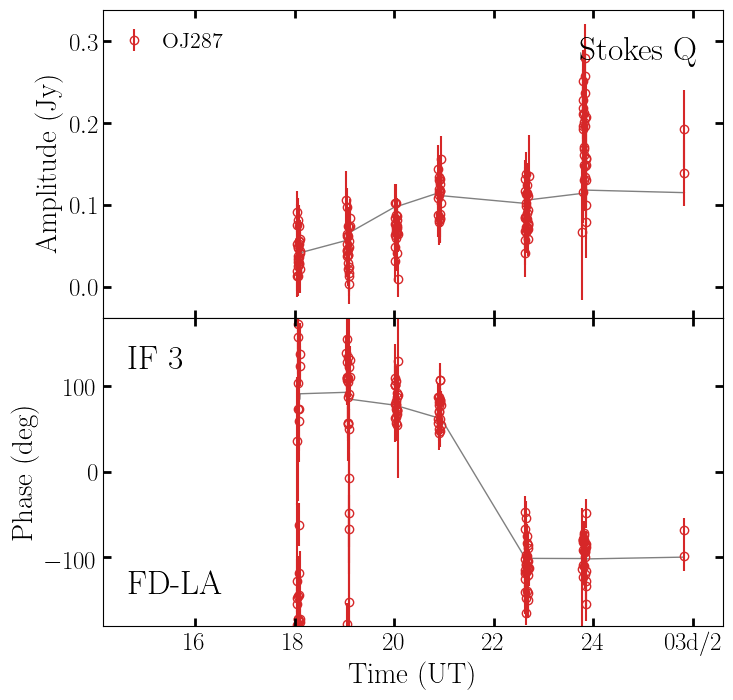 OJ287
Stokes Q
0.3
0.2
0.1
0.0
Amplitude (Jy)
IF 3
100
0
−100
Phase (deg)
FD-LA
16 18 20 22 24 03d/2
Time (UT)